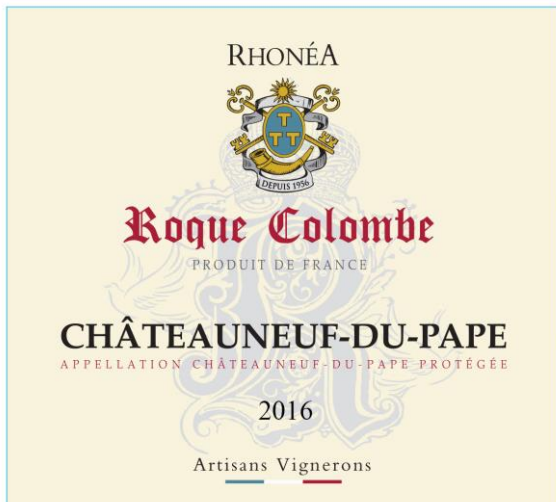 RHONÉA
T
T T
DEPUIS 1956
Roque Colombe
PRODUIT DE FRANCE
CHÂTEAUNEUF-DU-PAPE
APPELLATION CHÂTEAUNEUF-DU-PAPE PROTÉGÉE
2016
Artisans Vignerons